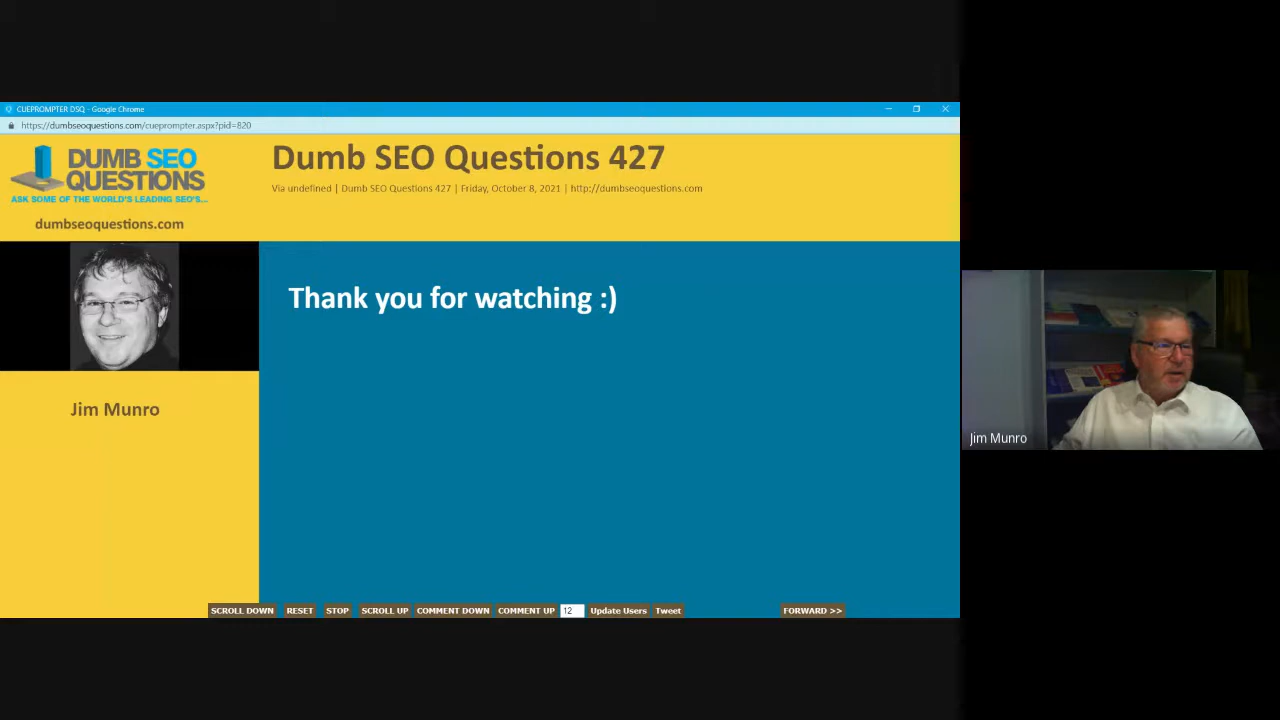 CUEPROMPTER DSQ - Google Chrome
https://dumbseoquestions.com/cueprompter.aspx?pid=820
DUMB SEO
QUESTIONS
ASK SOME OF THE WORLD'S LEADING SEO'S...
dumbseoquestions.com
Dumb SEO Questions 427
Via undefined | Dumb SEO Questions 427 | Friday, October 8, 2021 | http://dumbseoquestions.com
Thank you for watching :)
Jim Munro
Jim Munro
SCROLL DOWN RESET STOP SCROLL UP COMMENT DOWN COMMENT UP 12 Update Users Tweet FORWARD >>